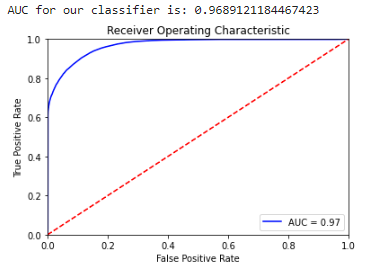 AUC for our classifier is: 0.9689121184467423
Receiver Operating Characteristic
True Positive Rate
1.0
0.8
0.6
0.4
0.2
0.0
AUC = 0.97
0.0 0.2 0.4 0.6 0.8 1.0
False Positive Rate